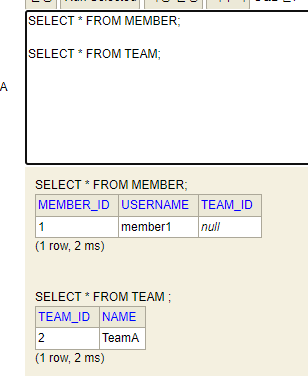 SELECT * FROM MEMBER;
SELECT * FROM TEAM;
A
SELECT * FROM MEMBER;
MEMBER_ID USERNAME TEAM_ID
1 member1 null
(1 row, 2 ms)
SELECT * FROM TEAM ;
TEAM_ID NAME
2 TeamA
(1 row, 2 ms)